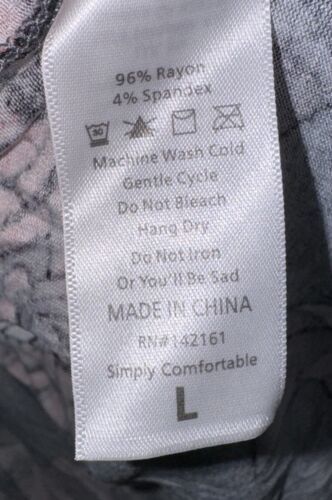 96% Rayon
4% Spandex
30
Machine Wash Cold
Gentle Cycle
Do Not Bleach
Hang Dry
Do Not Iron
Or You'll Be Sad
MADE IN CHINA
RN#142161
Simply Comfortable
L